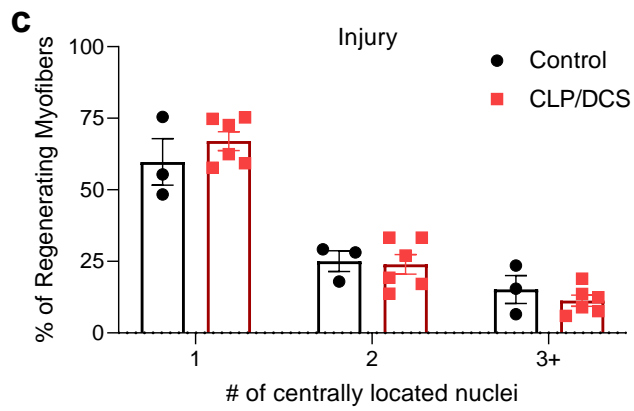 c
Injury
Control
CLP/DCS
% of Regenerating Myofibers
100
75
50
25
0
1 2 3+
# of centrally located nuclei